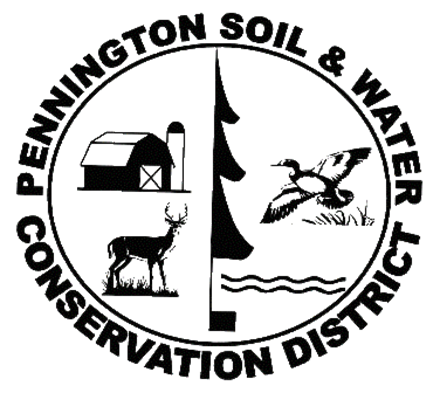 PENNINGTON SOIL & WATER
CONSERVATION DISTRICT